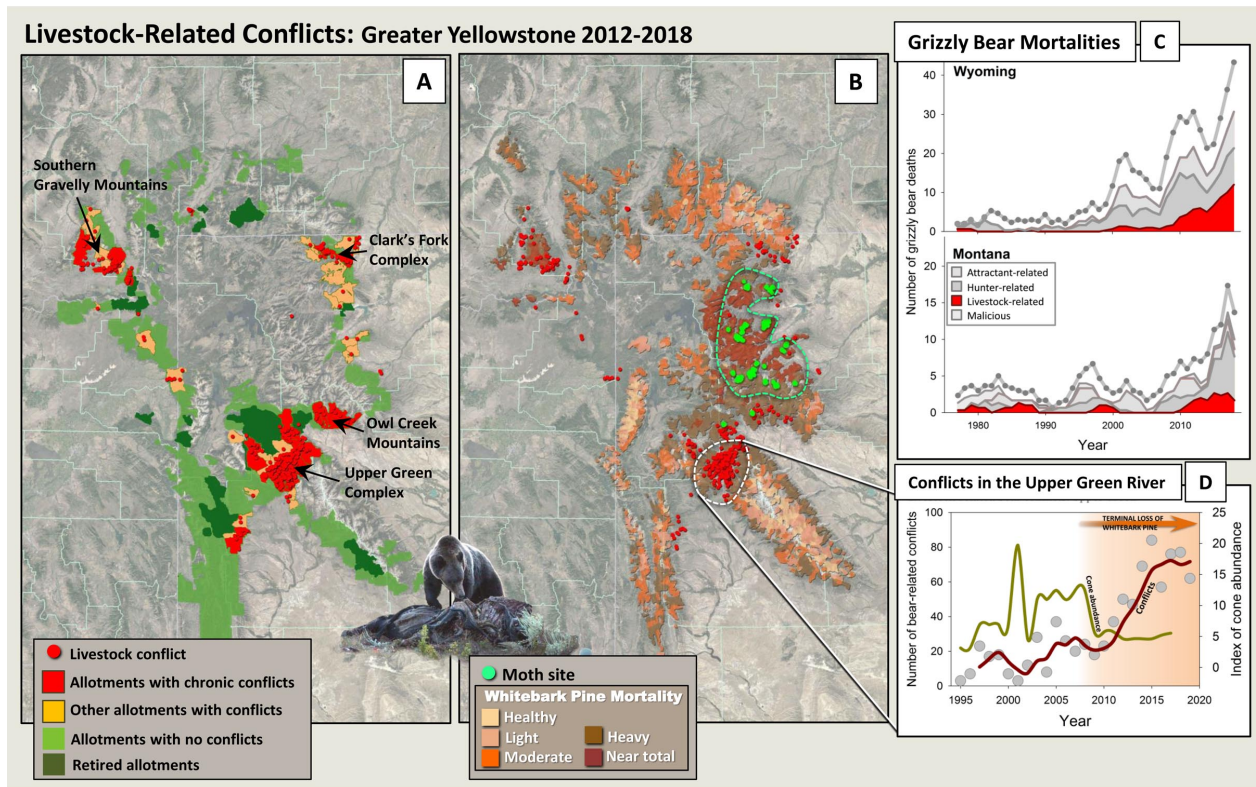 Livestock-Related Conflicts: Greater Yellowstone 2012-2018
A
Southern
Gravelly Mountains
Clark's Fork
Complex
Owl Creek
Mountains
Upper Green
Complex
Livestock conflict
Allotments with chronic conflicts
Other allotments with conflicts
Allotments with no conflicts
Retired allotments
B
Moth site
Whitebark Pine Mortality
Healthy
Light
Moderate
Heavy
Near total
Grizzly Bear Mortalities
C
Wyoming
40
30
20
10
0
Number of grizzly bear deaths
Montana
Attractant-related
Hunter-related
Livestock-related
Malicious
20
15
10
5
0
1980
1990
2000
2010
Year
Conflicts in the Upper Green River
D
TERMINAL LOSS OF
WHITEBARK PINE
Number of bear-related conflicts
100
80
60
40
20
0
Cone abundance
Conflicts
25
20
15
10
5
0
Index of cone abundance
1995
2000
2005
2010
2015
2020
Year